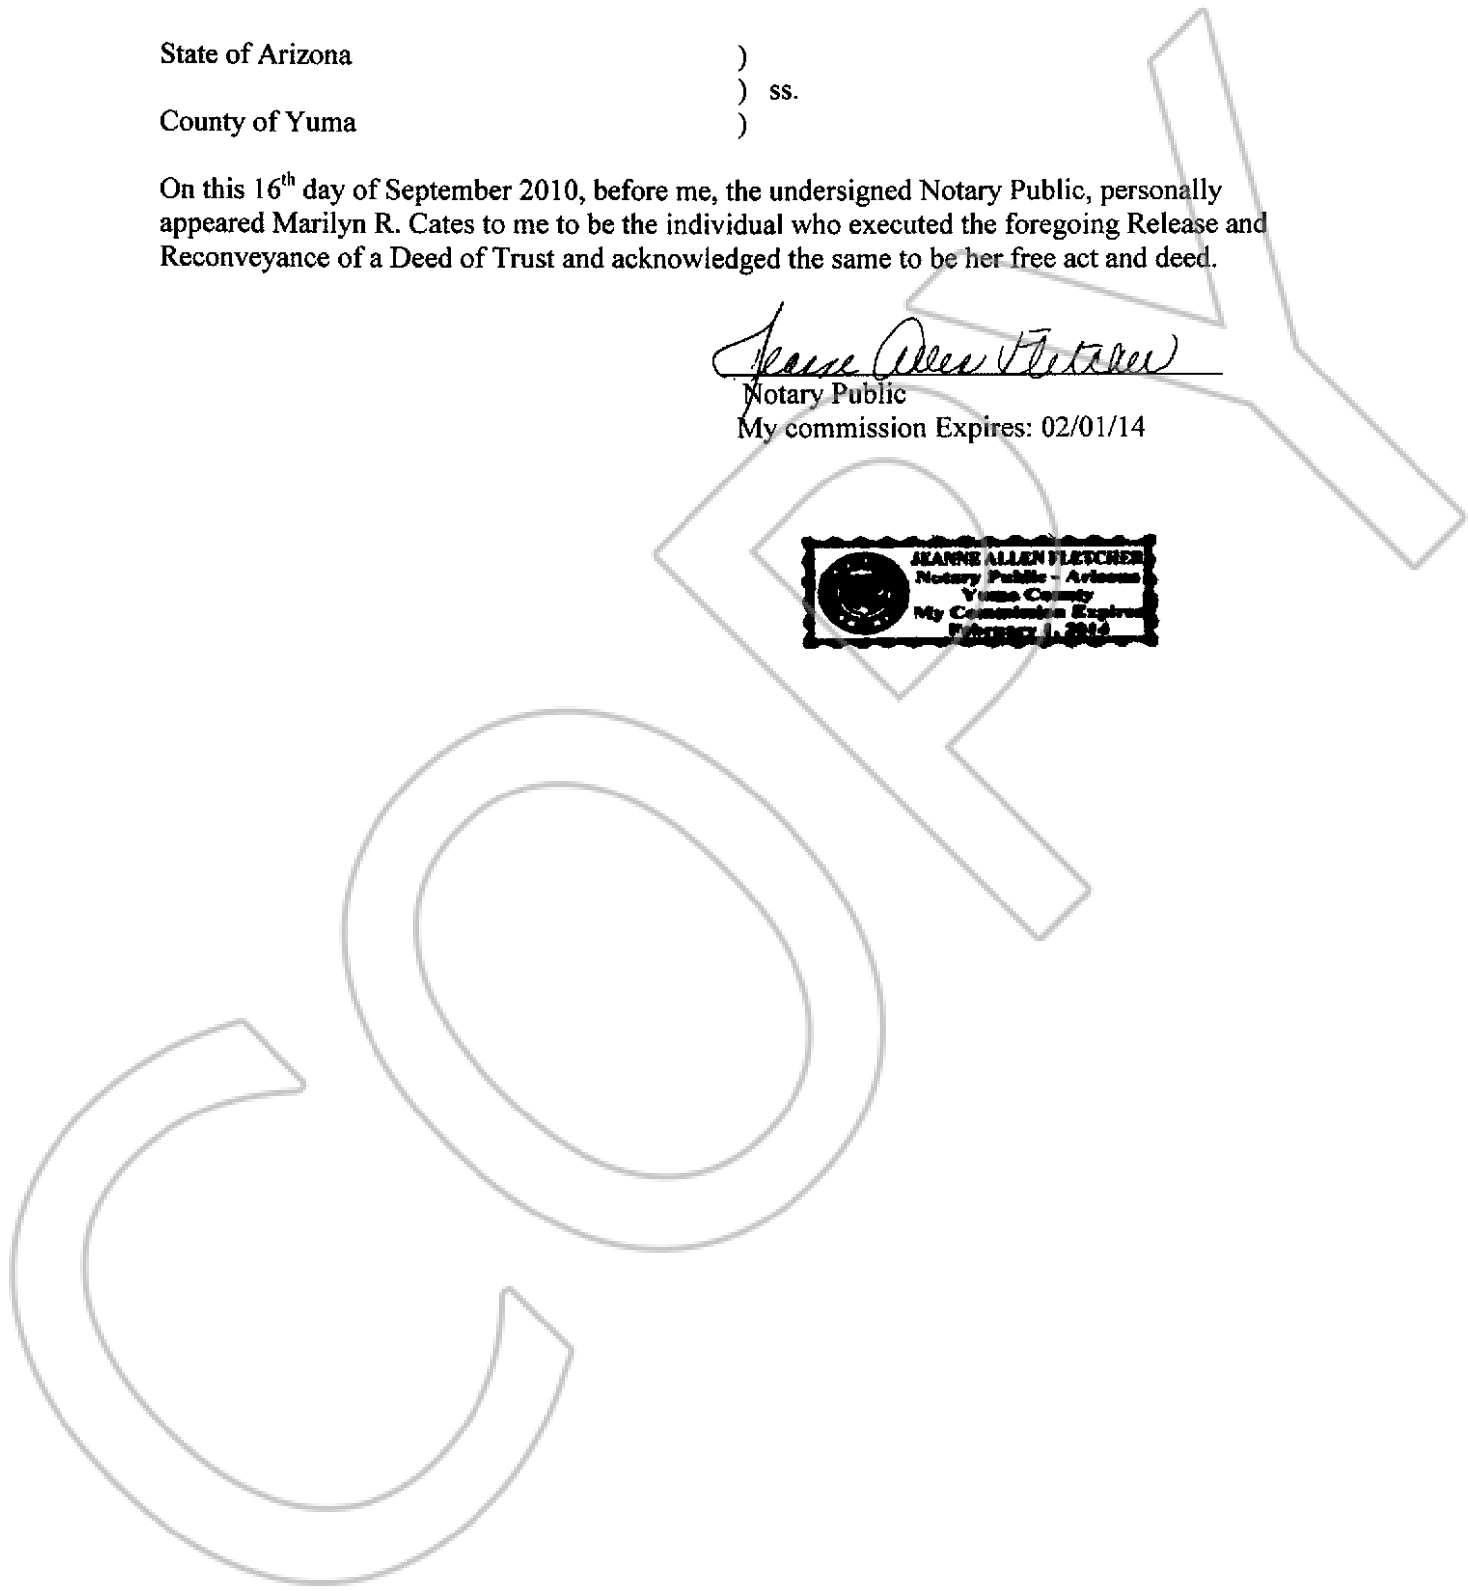 State of Arizona )
) ss.
County of Yuma )
On this 16th day of September 2010, before me, the undersigned Notary Public, personally
appeared Marilyn R. Cates to me to be the individual who executed the foregoing Release and
Reconveyance of a Deed of Trust and acknowledged the same to be her free act and deed.
Jeanne Allen Fletcher
Notary Public
My commission Expires: 02/01/14
JEANNE ALLEN FLETCHER
Notary Public - Arizona
Yuma County
My Commission Expires
February 1, 2014
COPY